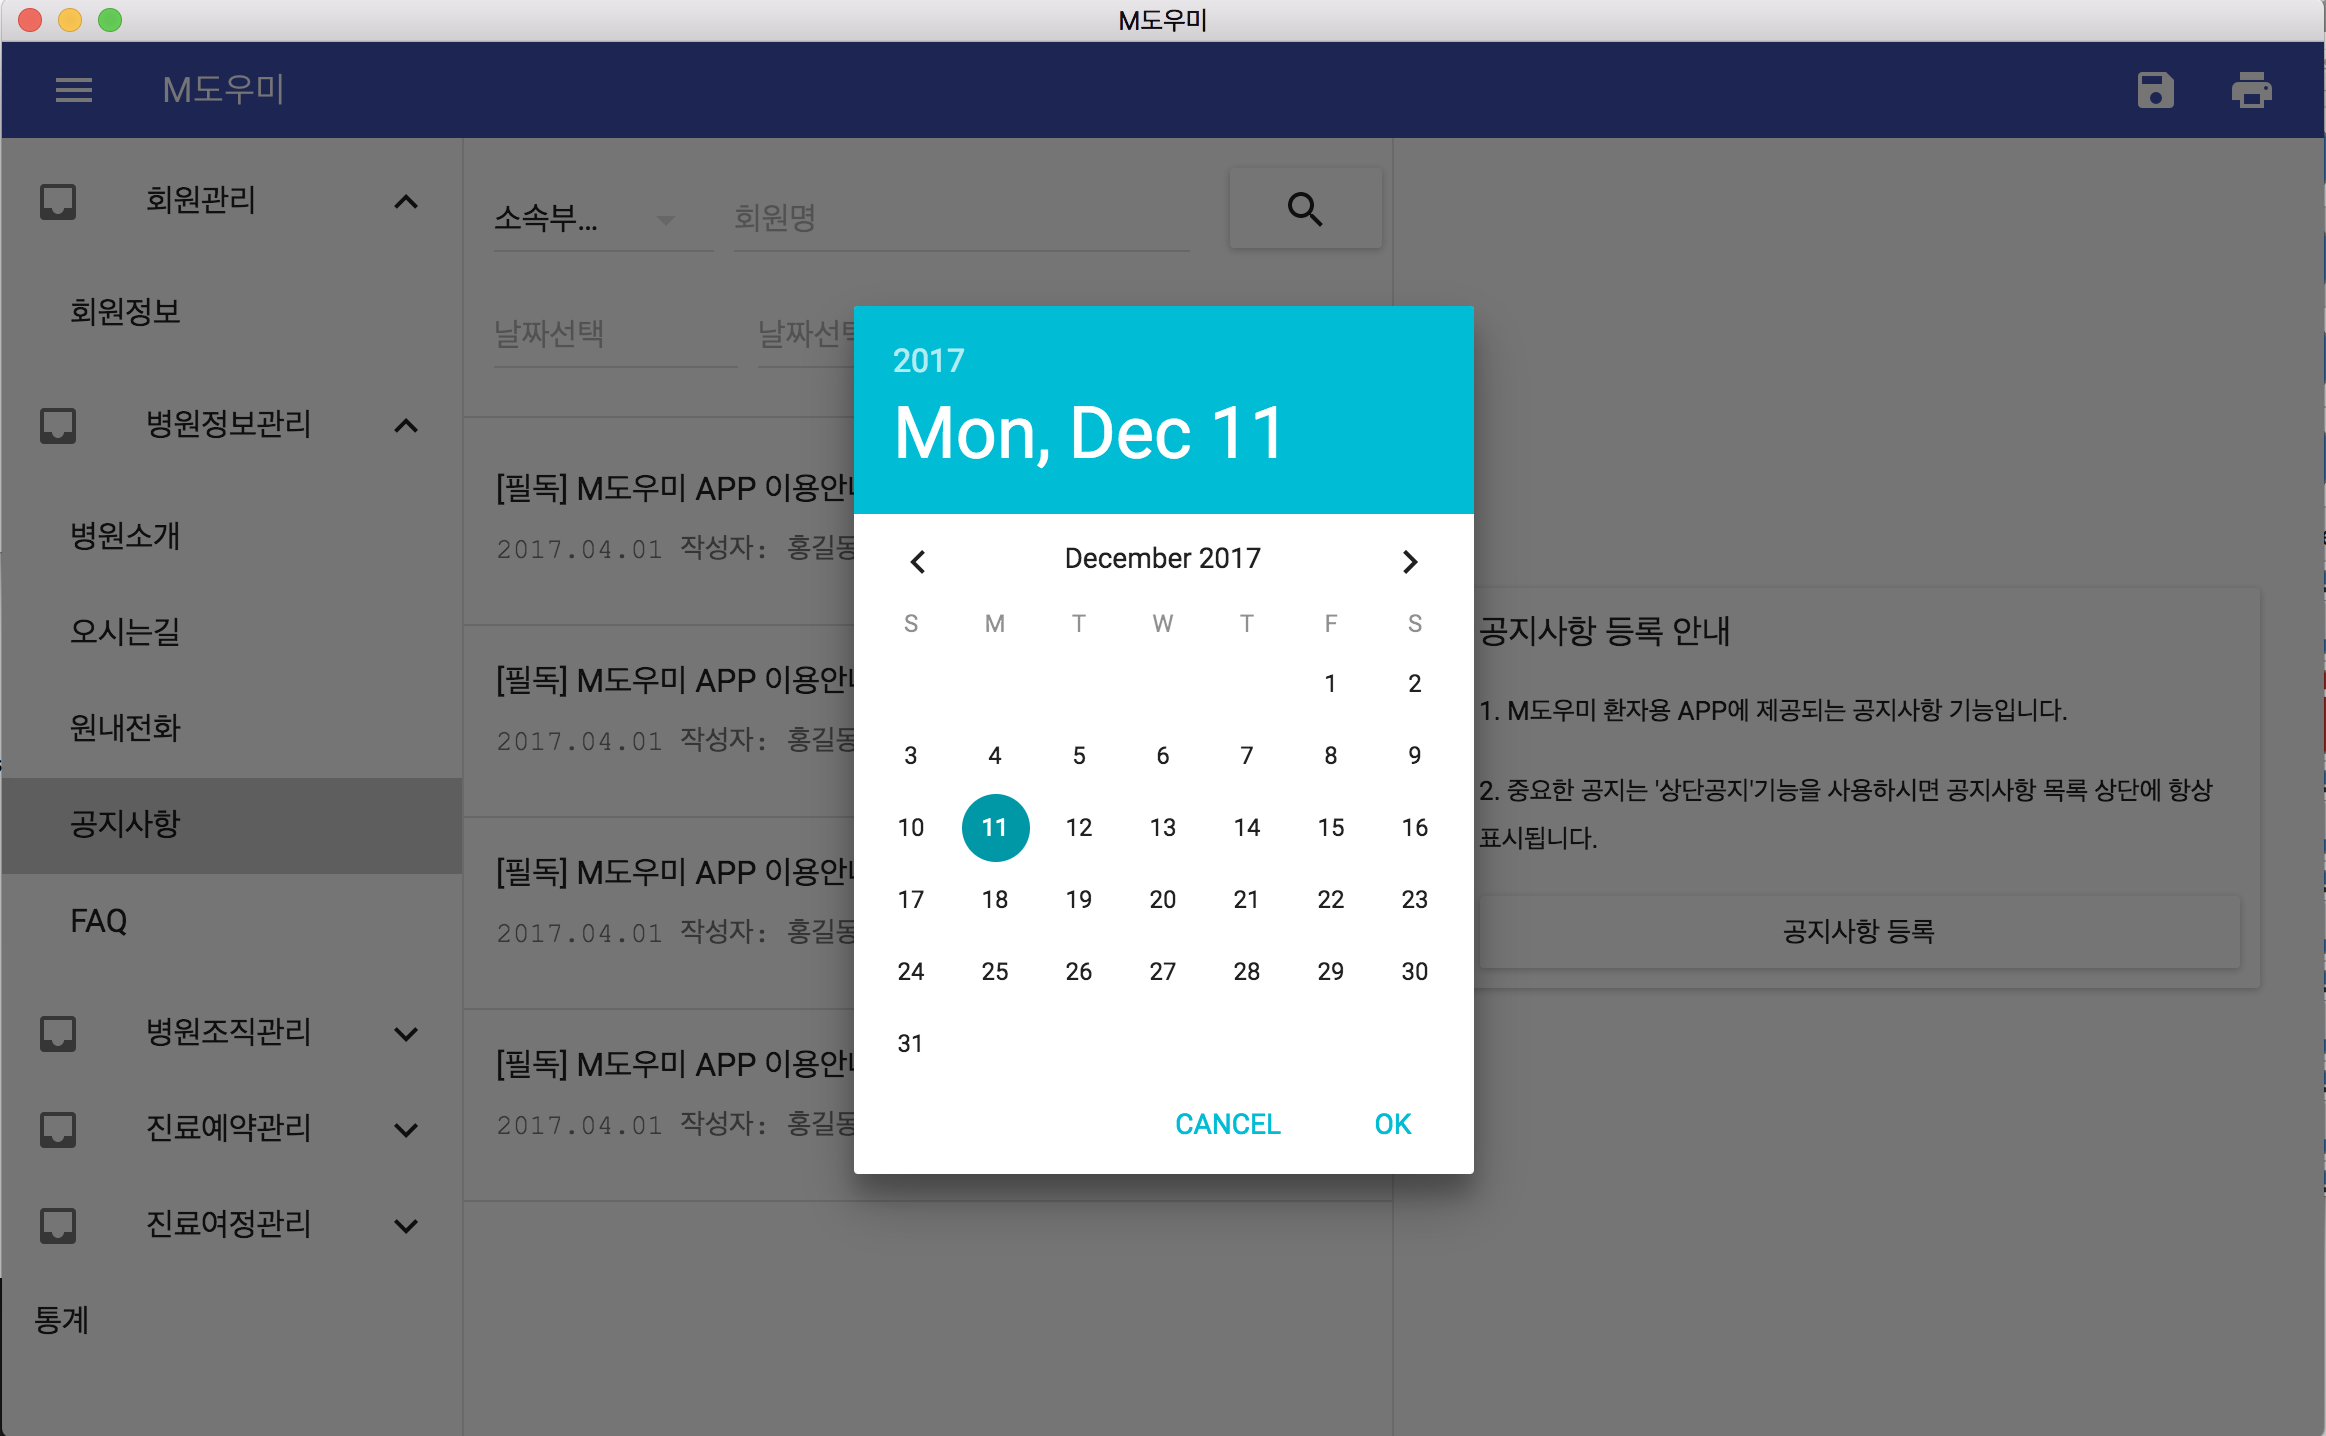 M도우미
M도우미
회원관리
회원정보
병원정보관리
병원소개
오시는길
원내전화
공지사항
FAQ
병원조직관리
진료예약관리
진료여정관리
통계
소속부... 회원명
날짜선택 날짜선택
[필독] M도우미 APP 이용안내
2017.04.01 작성자: 홍길동
[필독] M도우미 APP 이용안내
2017.04.01 작성자: 홍길동
[필독] M도우미 APP 이용안내
2017.04.01 작성자: 홍길동
[필독] M도우미 APP 이용안내
2017.04.01 작성자: 홍길동
2017
Mon, Dec 11
December 2017
S M T W T F S
1 2
3 4 5 6 7 8 9
10 11 12 13 14 15 16
17 18 19 20 21 22 23
24 25 26 27 28 29 30
31
CANCEL OK
공지사항 등록 안내
1. M도우미 환자용 APP에 제공되는 공지사항 기능입니다.
2. 중요한 공지는 '상단공지'기능을 사용하시면 공지사항 목록 상단에 항상
표시됩니다.
공지사항 등록